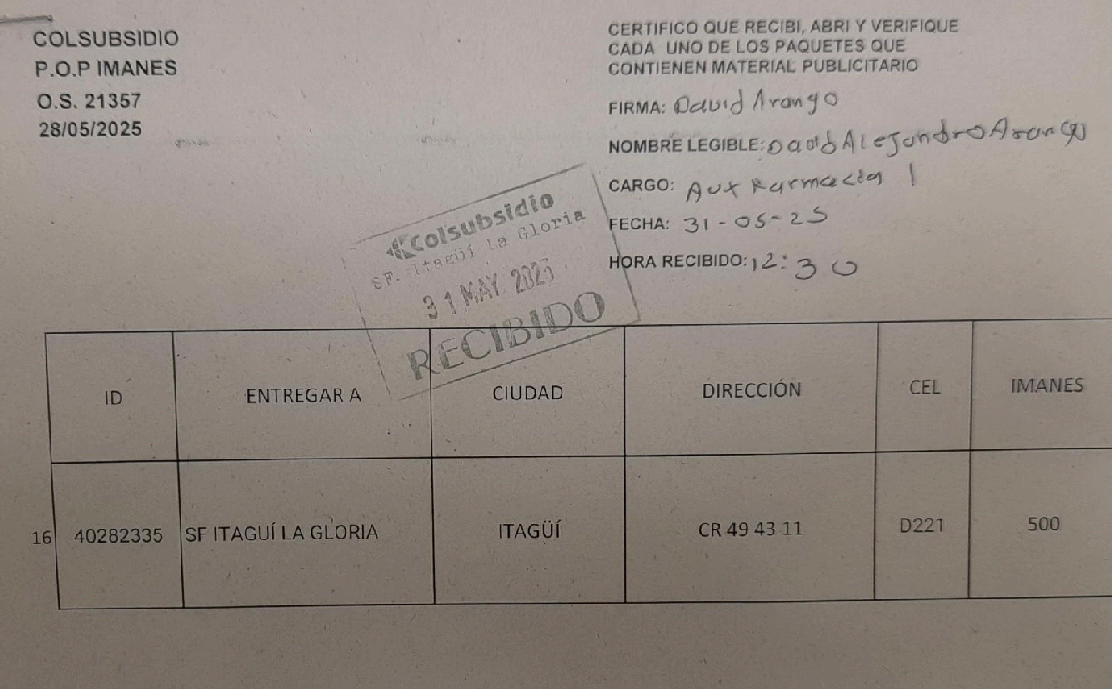 COLSUBSIDIO
P.O.P IMANES
O.S. 21357
28/05/2025
CERTIFICO QUE RECIBI, ABRI Y VERIFIQUE
CADA UNO DE LOS PAQUETES QUE
CONTIENEN MATERIAL PUBLICITARIO
FIRMA: David Arango
NOMBRE LEGIBLE: David Alejandro Arango
CARGO: Aux Farmacia 1
FECHA: 31-05-25
HORA RECIBIDO: 12:30
Colsubsidio
SF. Itagüí la Gloria
31 MAY. 2025
RECIBIDO
ID ENTREGAR A CIUDAD DIRECCIÓN CEL IMANES
16 40282335 SF ITAGUÍ LA GLORIA ITAGÜÍ CR 49 43 11 D221 500